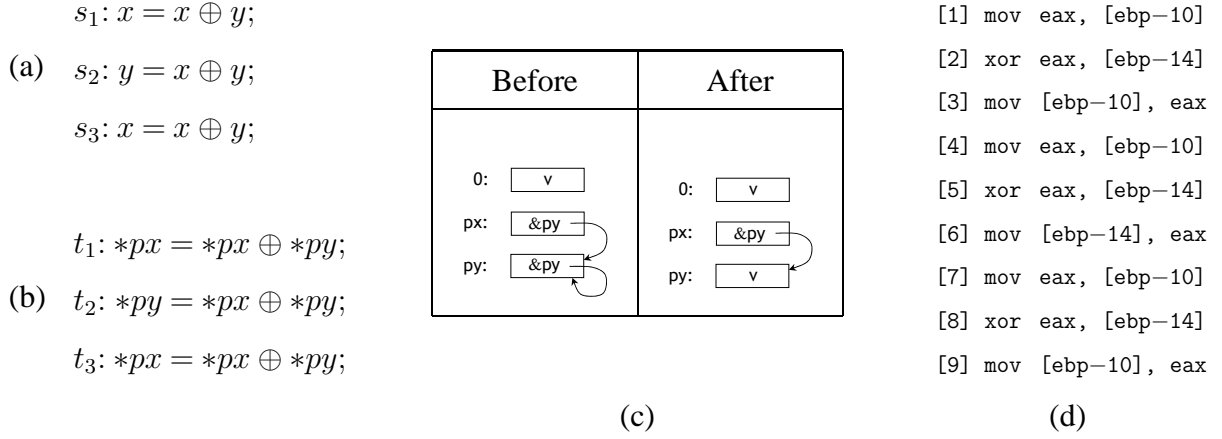 s₁: x = x ⊕ y;
(a) s₂: y = x ⊕ y;
s₃: x = x ⊕ y;
t₁: ∗px = ∗px ⊕ ∗py;
(b) t₂: ∗py = ∗px ⊕ ∗py;
t₃: ∗px = ∗px ⊕ ∗py;
Before After
0: v 0: v
px: &py px: &py
py: &py py: v
(c)
[1] mov eax, [ebp−10]
[2] xor eax, [ebp−14]
[3] mov [ebp−10], eax
[4] mov eax, [ebp−10]
[5] xor eax, [ebp−14]
[6] mov [ebp−14], eax
[7] mov eax, [ebp−10]
[8] xor eax, [ebp−14]
[9] mov [ebp−10], eax
(d)